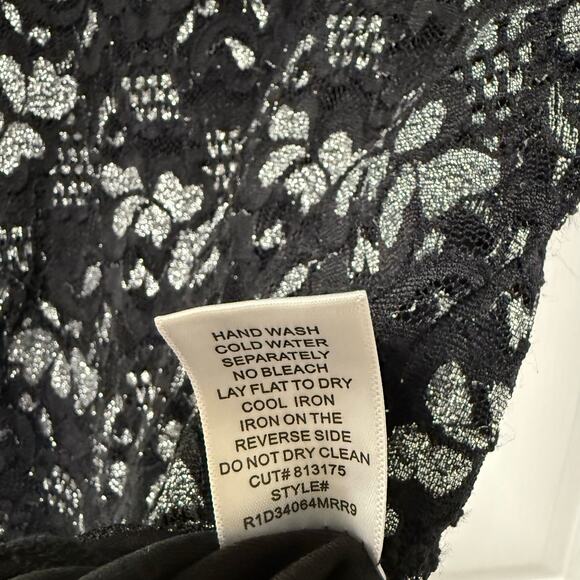 HAND WASH
COLD WATER
SEPARATELY
NO BLEACH
LAY FLAT TO DRY
COOL IRON
IRON ON THE
REVERSE SIDE
DO NOT DRY CLEAN
CUT# 813175
STYLE#
R1D34064MRR9